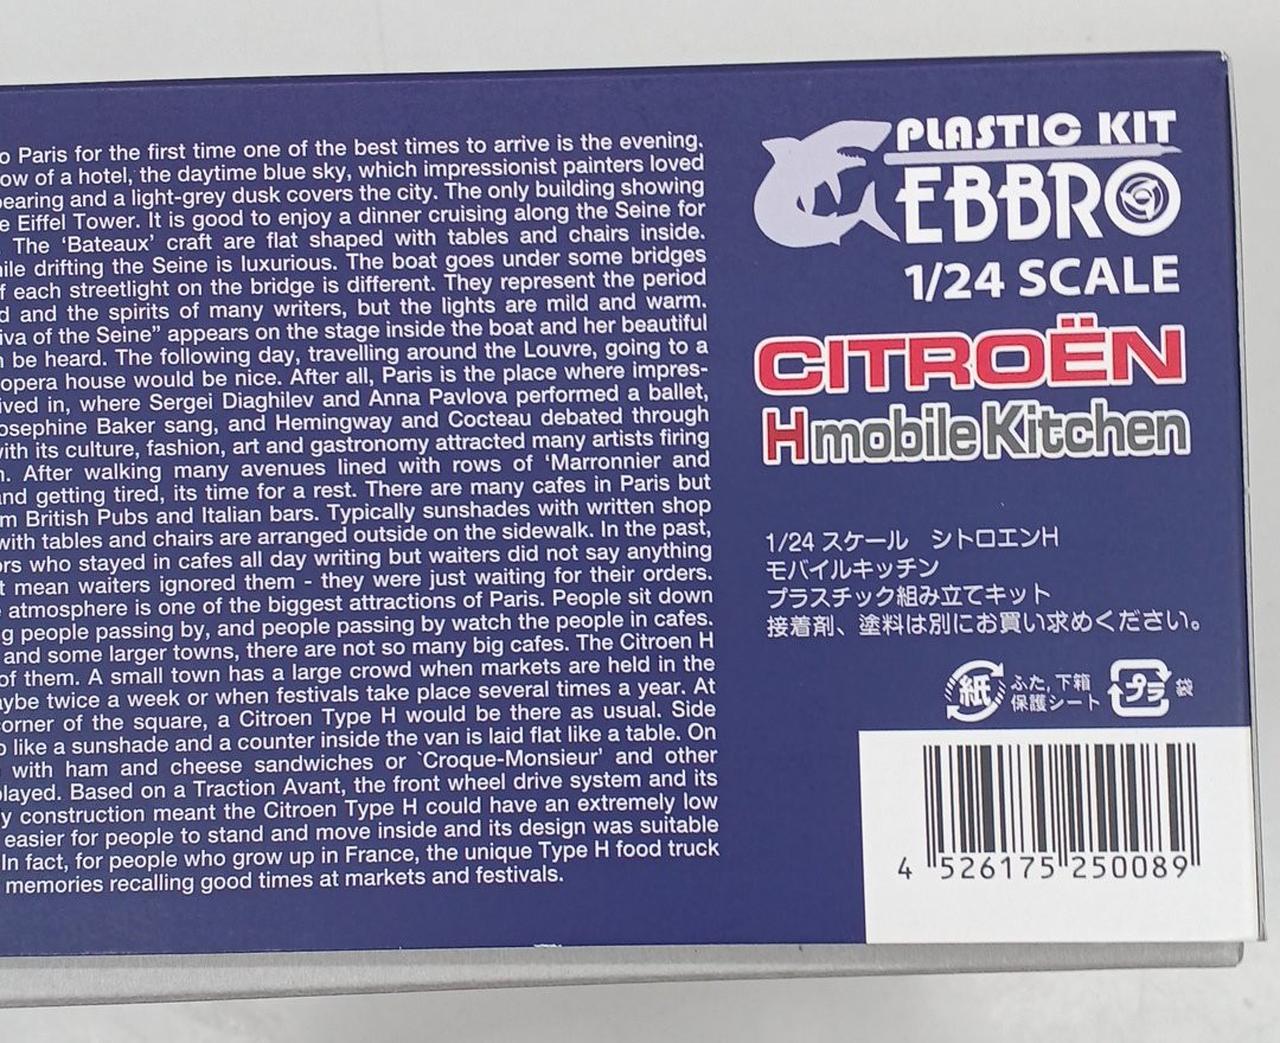 o Paris for the first time one of the best times to arrive is the evening.
ow of a hotel, the daytime blue sky, which impressionist painters loved
pearing and a light-grey dusk covers the city. The only building showing
e Eiffel Tower. It is good to enjoy a dinner cruising along the Seine for
. The ‘Bateaux’ craft are flat shaped with tables and chairs inside.
ile drifting the Seine is luxurious. The boat goes under some bridges
f each streetlight on the bridge is different. They represent the period
d and the spirits of many writers, but the lights are mild and warm.
iva of the Seine” appears on the stage inside the boat and her beautiful
n be heard. The following day, travelling around the Louvre, going to a
opera house would be nice. After all, Paris is the place where impres-
ived in, where Sergei Diaghilev and Anna Pavlova performed a ballet,
osephine Baker sang, and Hemingway and Cocteau debated through
vith its culture, fashion, art and gastronomy attracted many artists firing
n. After walking many avenues lined with rows of ‘Marronnier and
and getting tired, its time for a rest. There are many cafes in Paris but
m British Pubs and Italian bars. Typically sunshades with written shop
with tables and chairs are arranged outside on the sidewalk. In the past,
ors who stayed in cafes all day writing but waiters did not say anything
t mean waiters ignored them - they were just waiting for their orders.
e atmosphere is one of the biggest attractions of Paris. People sit down
g people passing by, and people passing by watch the people in cafes.
and some larger towns, there are not so many big cafes. The Citroen H
of them. A small town has a large crowd when markets are held in the
aybe twice a week or when festivals take place several times a year. At
corner of the square, a Citroen Type H would be there as usual. Side
o like a sunshade and a counter inside the van is laid flat like a table. On
with ham and cheese sandwiches or `Croque-Monsieur’ and other
played. Based on a Traction Avant, the front wheel drive system and its
y construction meant the Citroen Type H could have an extremely low
easier for people to stand and move inside and its design was suitable
In fact, for people who grow up in France, the unique Type H food truck
memories recalling good times at markets and festivals.
PLASTIC KIT
EBBRO
1/24 SCALE
CITROËN
H mobile Kitchen
1/24 スケール シトロエンH
モバイルキッチン
プラスチック組み立てキット
接着剤、塗料は別にお買い求めください。
紙 ふた,下箱
保護シート
プラ 袋
4 526175 250089